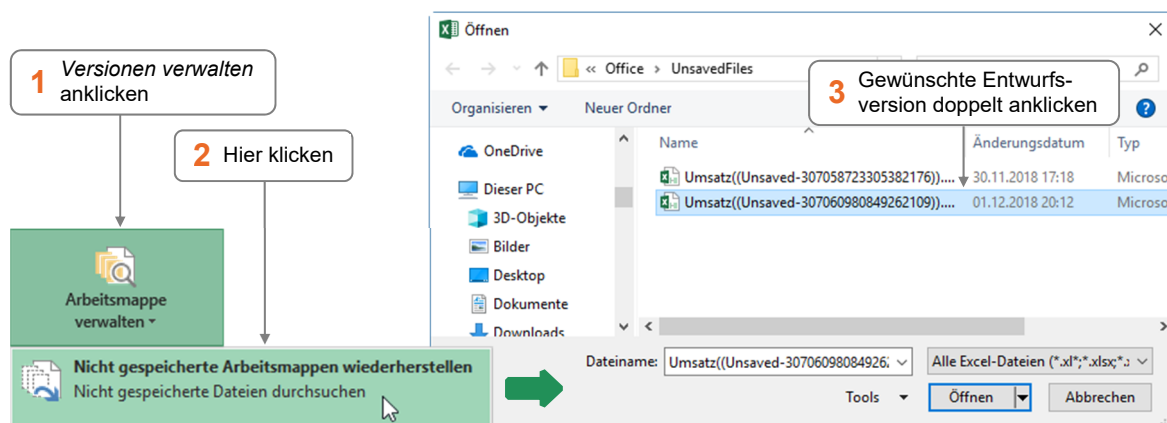 1 Versionen verwalten
anklicken
2 Hier klicken
Arbeitsmappe
verwalten
Nicht gespeicherte Arbeitsmappen wiederherstellen
Nicht gespeicherte Dateien durchsuchen
Öffnen
« Office › UnsavedFiles
3 Gewünschte Entwurfs-
version doppelt anklicken
Organisieren Neuer Ordner
OneDrive
Dieser PC
3D-Objekte
Bilder
Desktop
Dokumente
Downloads
Name Änderungsdatum Typ
Umsatz((Unsaved-307058723305382176)).... 30.11.2018 17:18 Microso
Umsatz((Unsaved-307060980849262109)).... 01.12.2018 20:12 Microso
Dateiname: Umsatz((Unsaved-30706098084926. Alle Excel-Dateien (*.xl*;*.xlsx;*.
Tools Öffnen Abbrechen